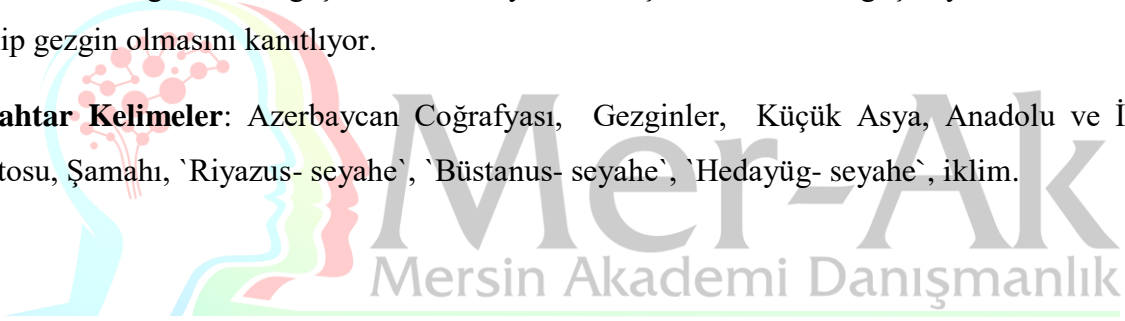 ip gezgin olmasını kanıtlıyor.
ahtar Kelimeler: Azerbaycan Coğrafyası, Gezginler, Küçük Asya, Anadolu ve İ
tosu, Şamahı, `Riyazus- seyahe`, `Büstanus- seyahe`, `Hedayüg- seyahe`, iklim.
Mer-Ak
Mersin Akademi Danışmanlık